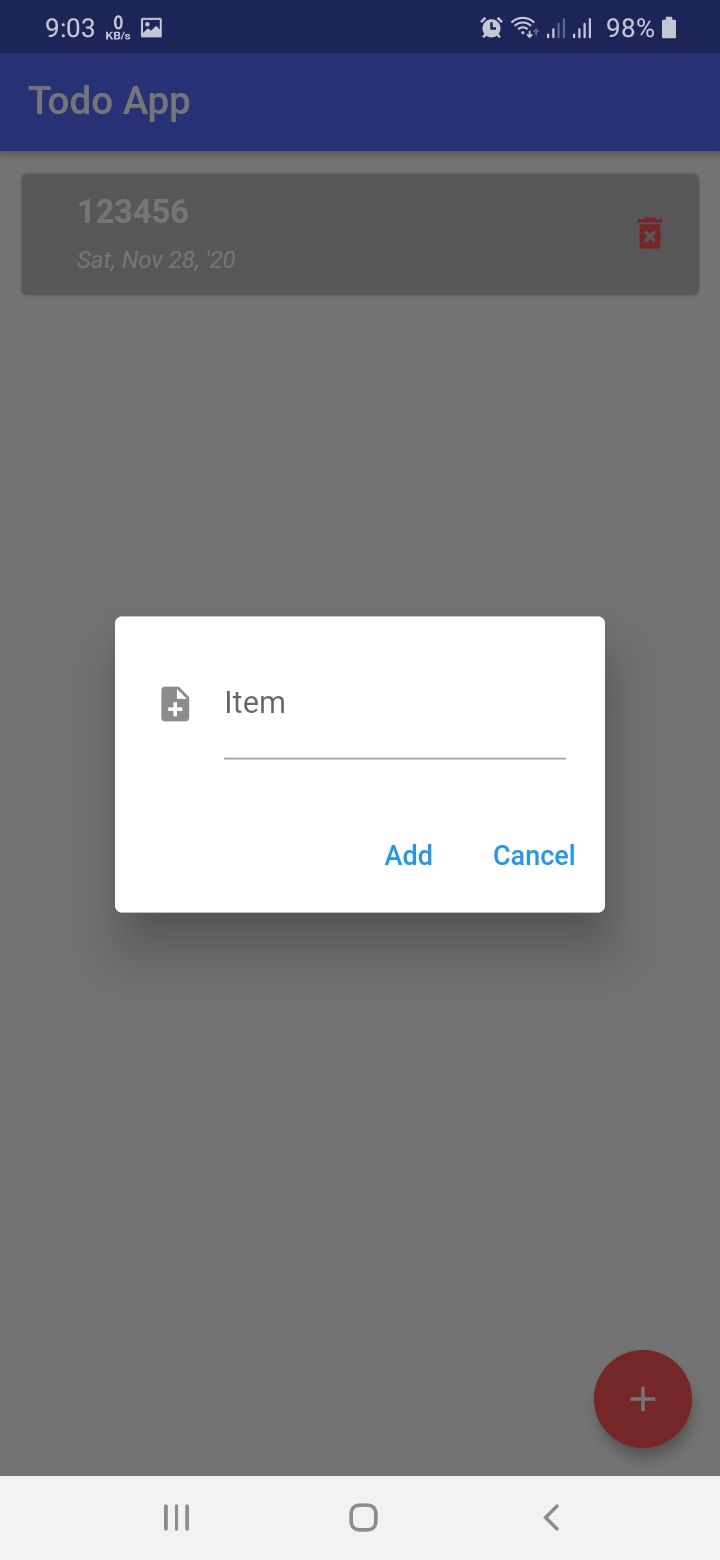 9:03 0 KB/s 98%
Todo App
123456
Sat, Nov 28, '20
Item
Add Cancel